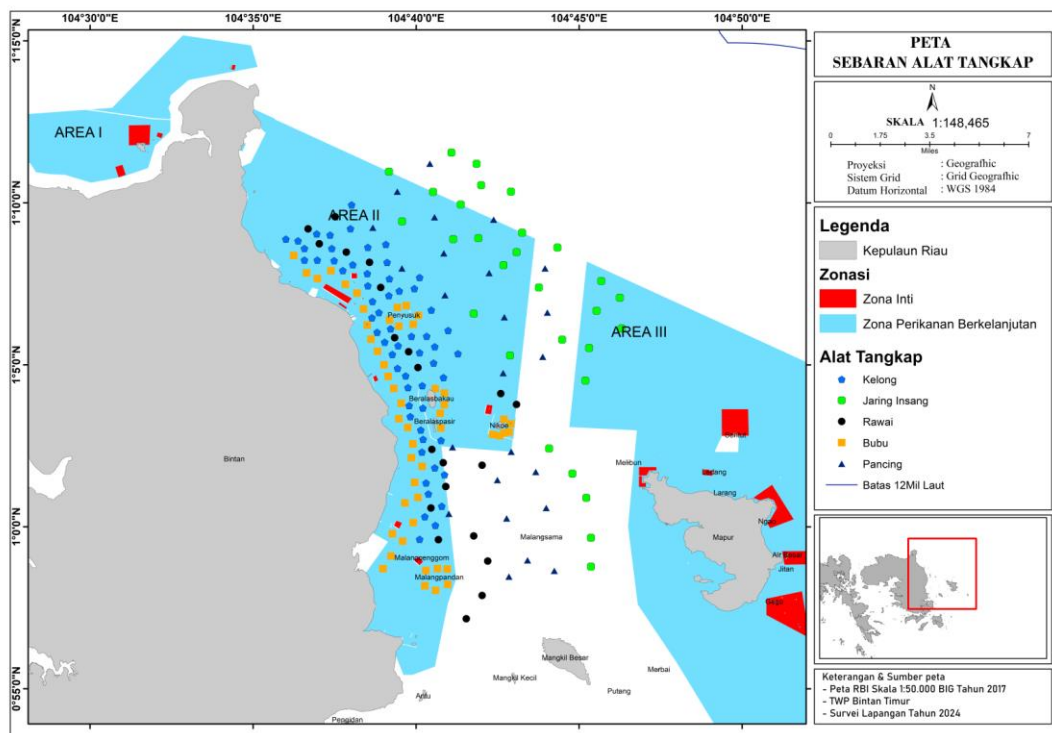 104°30'0"E
104°35'0"E
104°40'0"E
104°45'0"E
104°50'0"E
1°15'0"N
1°10'0"N
1°5'0"N
1°0'0"N
0°55'0"N
AREA I
AREA II
AREA III
Penyusuk
Beralasbakau
Beralaspasir
Nikoe
Bintan
Malangsama
Malangpandan
Melibun
Larang
Mapur
Jitan
Mangkil Besar
Mangkil Kecil
Merbai
Puteng
PETA
SEBARAN ALAT TANGKAP
N
SKALA 1:148,465
0 1.75 3.5 7
Miles
Proyeksi : Geografhic
Sistem Grid : Grid Geografhic
Datum Horizontal : WGS 1984
Legenda
Kepulaun Riau
Zonasi
Zona Inti
Zona Perikanan Berkelanjutan
Alat Tangkap
Kelong
Jaring Insang
Rawai
Bubu
Pancing
Batas 12Mil Laut
Keterangan & Sumber peta
- Peta RBI Skala 1:50.000 BIG Tahun 2017
- TWP Bintan Timur
- Survei Lapangan Tahun 2024